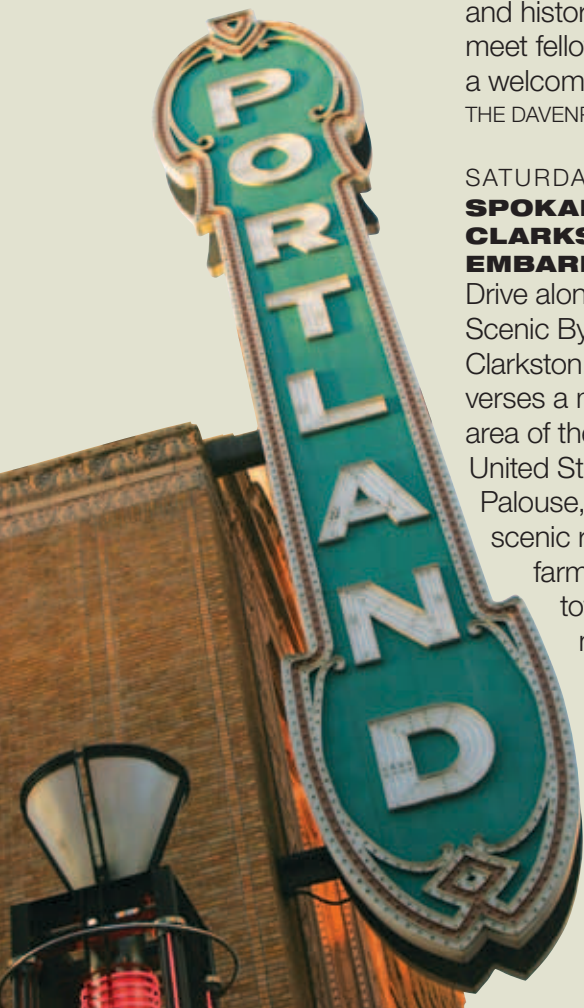 PORTLAND
and histor
meet fello
a welcom
THE DAVENP
SATURDA
SPOKA
CLARKS
EMBAR
Drive alon
Scenic By
Clarkston
verses a
area of the
United St
Palouse,
scenic
farm
to